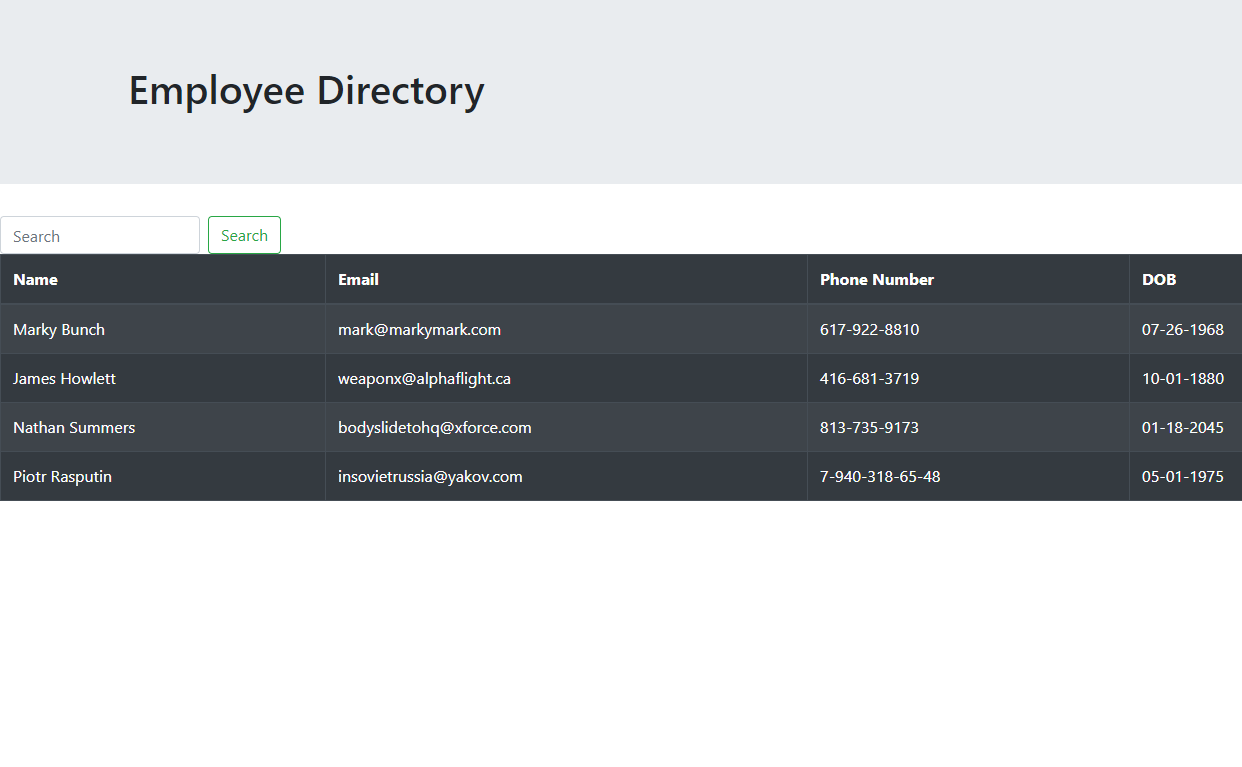 Employee Directory
Search Search
Name Email Phone Number DOB
Marky Bunch mark@markymark.com 617-922-8810 07-26-1968
James Howlett weaponx@alphaflight.ca 416-681-3719 10-01-1880
Nathan Summers bodyslidetohq@xforce.com 813-735-9173 01-18-2045
Piotr Rasputin insovietrussia@yakov.com 7-940-318-65-48 05-01-1975